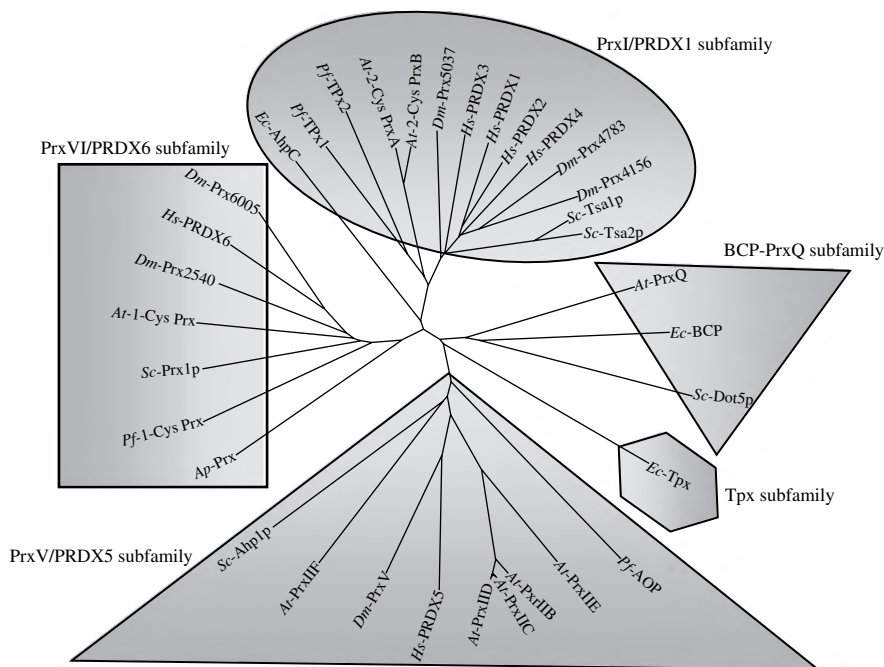 PrxI/PRDX1 subfamily
Ec-AhpC
Pf-TPx1
Pf-TPx2
At-2-Cys PrxA
At-2-Cys PrxB
Dm-Prx5037
Hs-PRDX3
Hs-PRDX1
Hs-PRDX2
Hs-PRDX4
Dm-Prx4783
Dm-Prx4156
Sc-Tsa1p
Sc-Tsa2p
PrxVI/PRDX6 subfamily
Dm-Prx6005
Hs-PRDX6
Dm-Prx2540
At-1-Cys Prx
Sc-Prx1p
Pf-1-Cys Prx
Ap-Prx
BCP-PrxQ subfamily
At-PrxQ
Ec-BCP
Sc-Dot5p
Ec-Tpx
Tpx subfamily
PrxV/PRDX5 subfamily
Sc-Ahp1p
At-PrxIIF
Dm-PrxV
Hs-PRDX5
At-PrxIID
At-PrxIIC
At-PxrIIB
At-PrxIIE
Pf-AOP